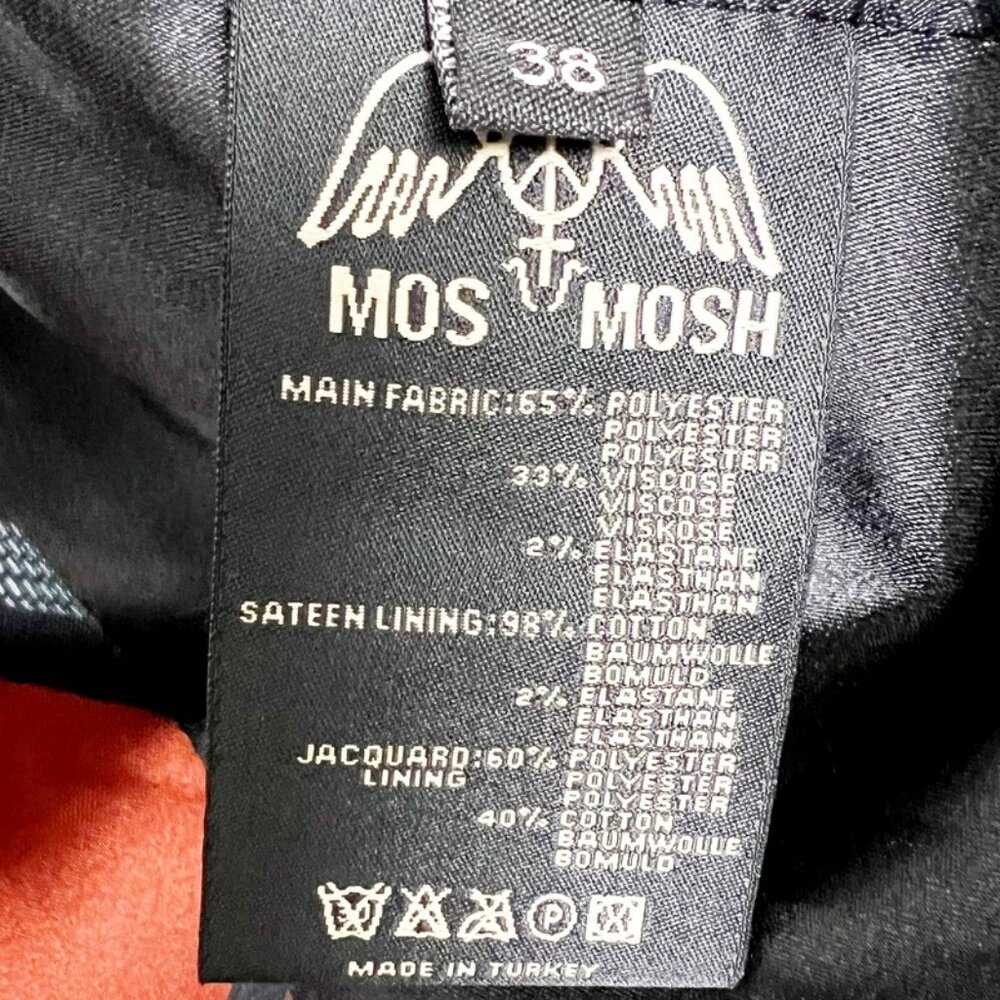 38
MOS MOSH
MAIN FABRIC:65% POLYESTER
POLYESTER
POLYESTER
33% VISCOSE
VISCOSE
VISKOSE
2% ELASTANE
ELASTHAN
ELASTHAN
SATEEN LINING:98% COTTON
BAUMWOLLE
BOMULD
2% ELASTANE
ELASTHAN
ELASTHAN
JACQUARD:60% POLYESTER
LINING POLYESTER
POLYESTER
40% COTTON
BAUMWOLLE
BOMULD
30 P
MADE IN TURKEY